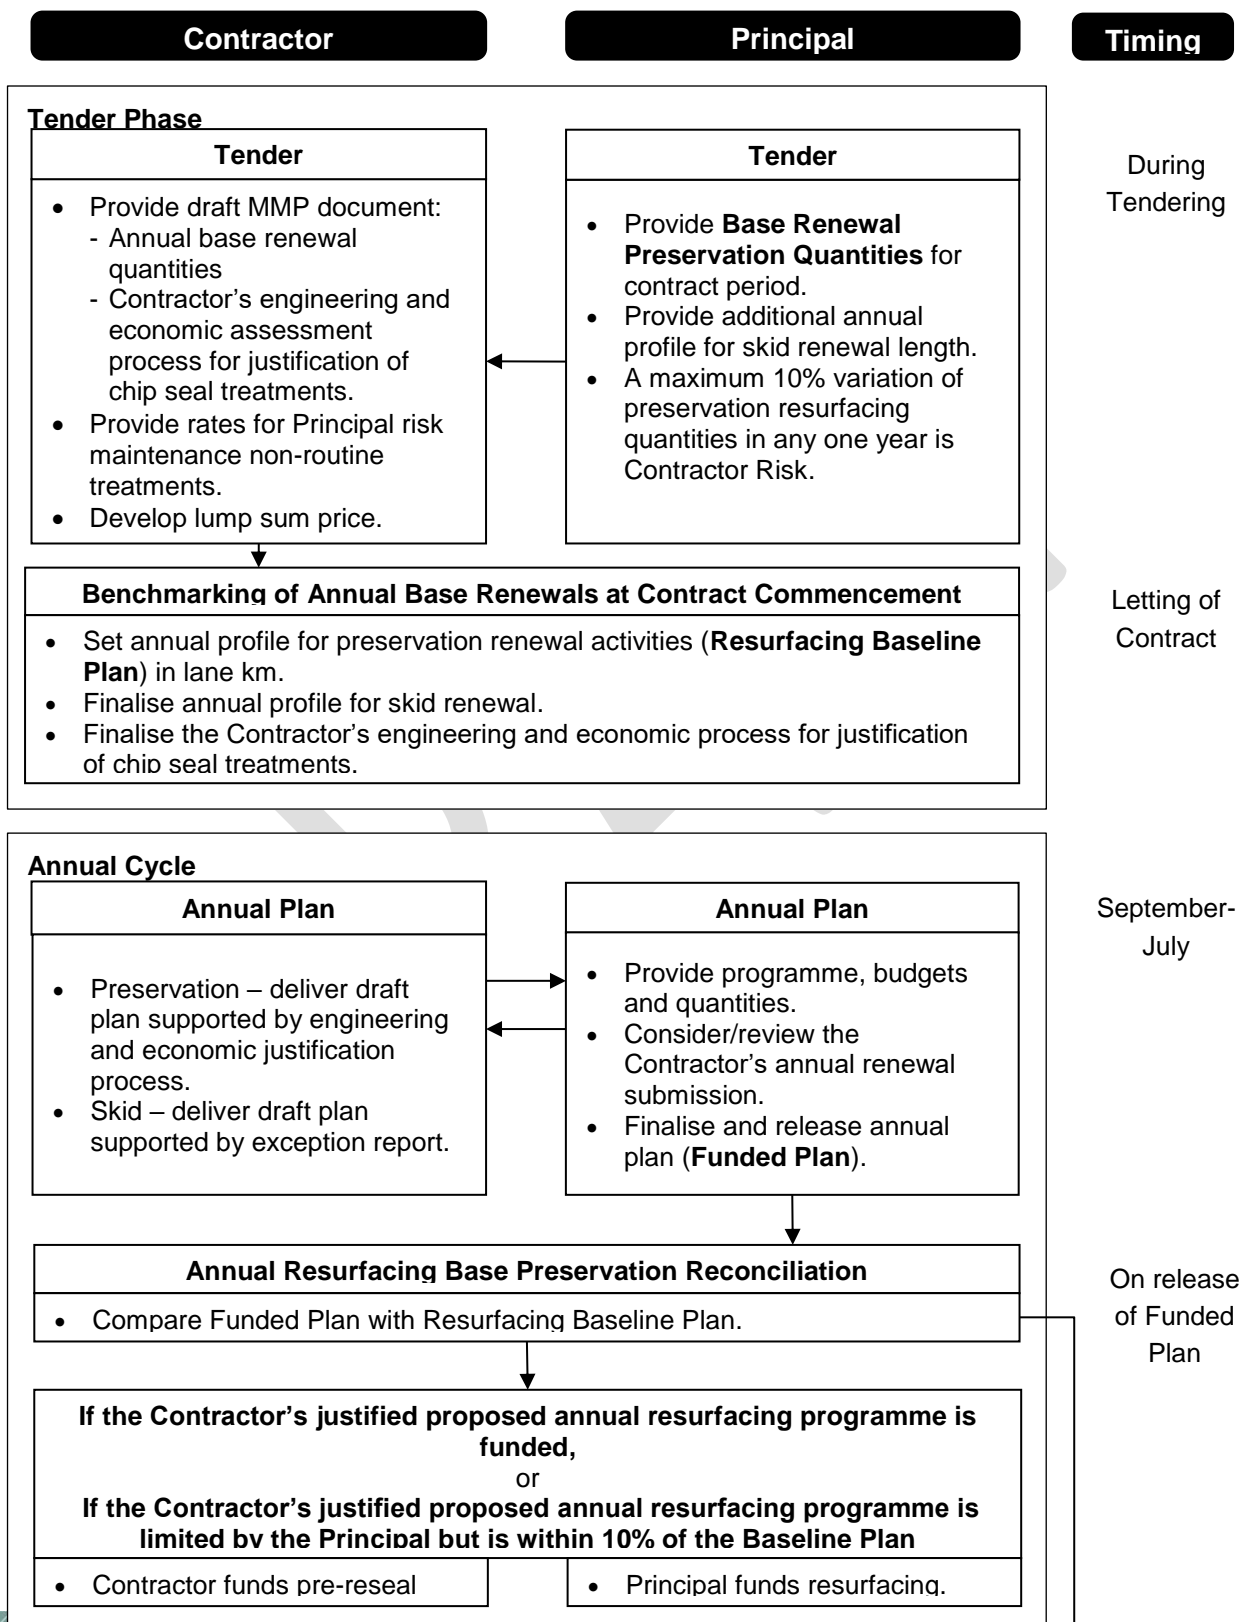 Contractor
Principal
Timing
Tender Phase
Tender
• Provide draft MMP document:
- Annual base renewal
quantities
- Contractor's engineering and
economic assessment
process for justification of
chip seal treatments.
• Provide rates for Principal risk
maintenance non-routine
treatments.
• Develop lump sum price.
Tender
• Provide Base Renewal
Preservation Quantities for
contract period.
• Provide additional annual
profile for skid renewal length.
• A maximum 10% variation of
preservation resurfacing
quantities in any one year is
Contractor Risk.
During
Tendering
Benchmarking of Annual Base Renewals at Contract Commencement
• Set annual profile for preservation renewal activities (Resurfacing Baseline
Plan) in lane km.
• Finalise annual profile for skid renewal.
• Finalise the Contractor's engineering and economic process for justification
of chip seal treatments.
Letting of
Contract
Annual Cycle
Annual Plan
• Preservation – deliver draft
plan supported by engineering
and economic justification
process.
• Skid – deliver draft plan
supported by exception report.
Annual Plan
• Provide programme, budgets
and quantities.
• Consider/review the
Contractor's annual renewal
submission.
• Finalise and release annual
plan (Funded Plan).
September-
July
Annual Resurfacing Base Preservation Reconciliation
• Compare Funded Plan with Resurfacing Baseline Plan.
On release
of Funded
Plan
If the Contractor's justified proposed annual resurfacing programme is
funded,
or
If the Contractor's justified proposed annual resurfacing programme is
limited by the Principal but is within 10% of the Baseline Plan
• Contractor funds pre-reseal
• Principal funds resurfacing.